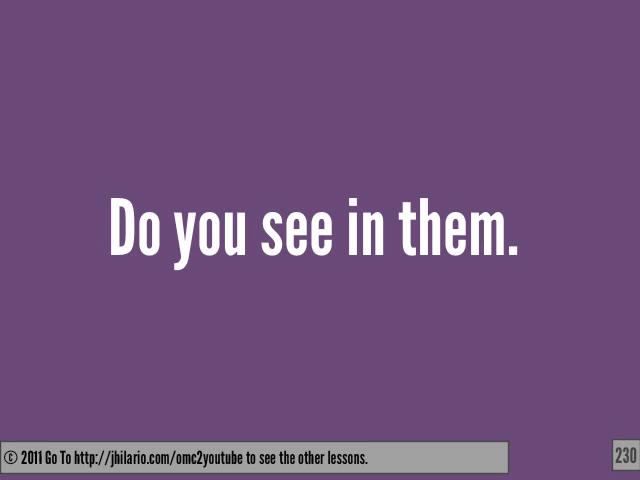 Do you see in them.
© 2011 Go To http://jhilario.com/omc2youtube to see the other lessons.
230